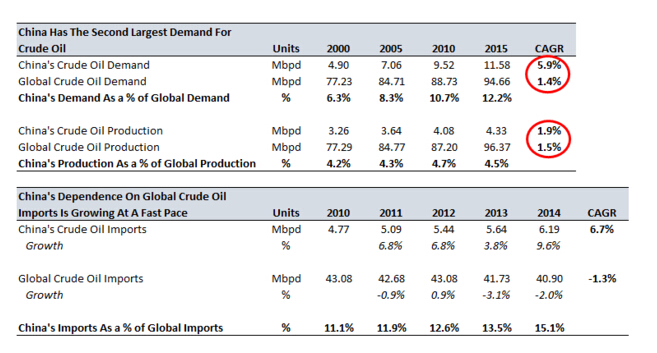 China Has The Second Largest Demand For
Crude Oil Units 2000 2005 2010 2015 CAGR
China's Crude Oil Demand Mbpd 4.90 7.06 9.52 11.58 5.9%
Global Crude Oil Demand Mbpd 77.23 84.71 88.73 94.66 1.4%
China's Demand As a % of Global Demand % 6.3% 8.3% 10.7% 12.2%
China's Crude Oil Production Mbpd 3.26 3.64 4.08 4.33 1.9%
Global Crude Oil Production Mbpd 77.29 84.77 87.20 96.37 1.5%
China's Production As a % of Global Production % 4.2% 4.3% 4.7% 4.5%
China's Dependence On Global Crude Oil
Imports Is Growing At A Fast Pace Units 2010 2011 2012 2013 2014 CAGR
China's Crude Oil Imports Mbpd 4.77 5.09 5.44 5.64 6.19 6.7%
Growth % 6.8% 6.8% 3.8% 9.6%
Global Crude Oil Imports Mbpd 43.08 42.68 43.08 41.73 40.90 -1.3%
Growth % -0.9% 0.9% -3.1% -2.0%
China's Imports As a % of Global Imports % 11.1% 11.9% 12.6% 13.5% 15.1%